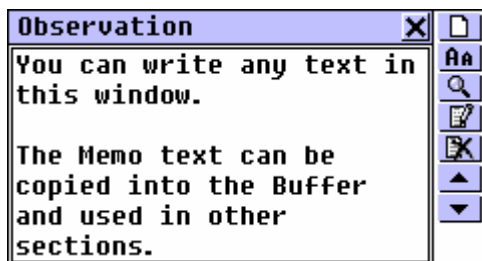 Observation
You can write any text in
this window.
The Memo text can be
copied into the Buffer
and used in other
sections.
AA